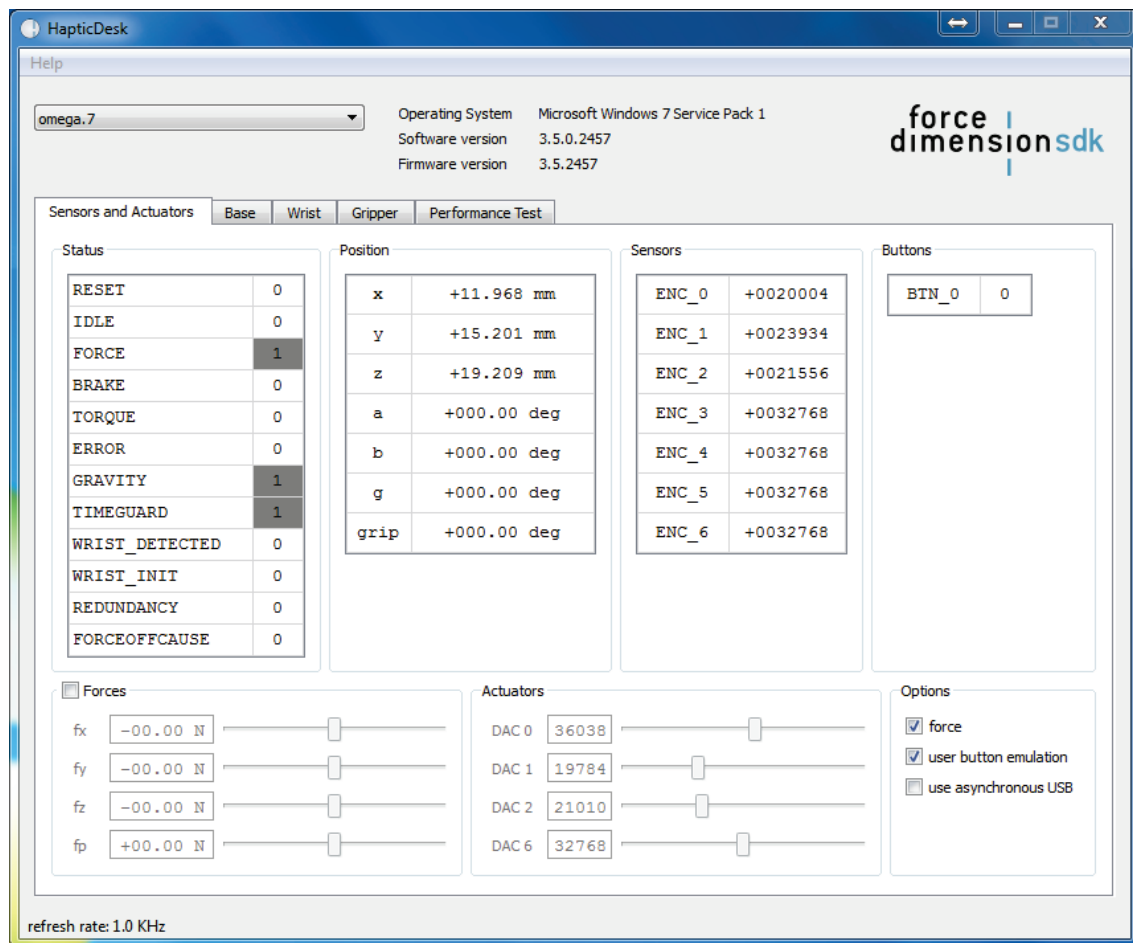 HapticDesk
Help
omega.7
Operating System Microsoft Windows 7 Service Pack 1
Software version 3.5.0.2457
Firmware version 3.5.2457
force
dimension sdk
Sensors and Actuators Base Wrist Gripper Performance Test
Status
RESET 0
IDLE 0
FORCE 1
BRAKE 0
TORQUE 0
ERROR 0
GRAVITY 1
TIMEGUARD 1
WRIST_DETECTED 0
WRIST_INIT 0
REDUNDANCY 0
FORCEOFFCAUSE 0
Position
x +11.968 mm
y +15.201 mm
z +19.209 mm
a +000.00 deg
b +000.00 deg
g +000.00 deg
grip +000.00 deg
Sensors
ENC_0 +0020004
ENC_1 +0023934
ENC_2 +0021556
ENC_3 +0032768
ENC_4 +0032768
ENC_5 +0032768
ENC_6 +0032768
Buttons
BTN_0 0
Forces
fx -00.00 N
fy -00.00 N
fz -00.00 N
fp +00.00 N
Actuators
DAC 0 36038
DAC 1 19784
DAC 2 21010
DAC 6 32768
Options
force
user button emulation
use asynchronous USB
refresh rate: 1.0 KHz